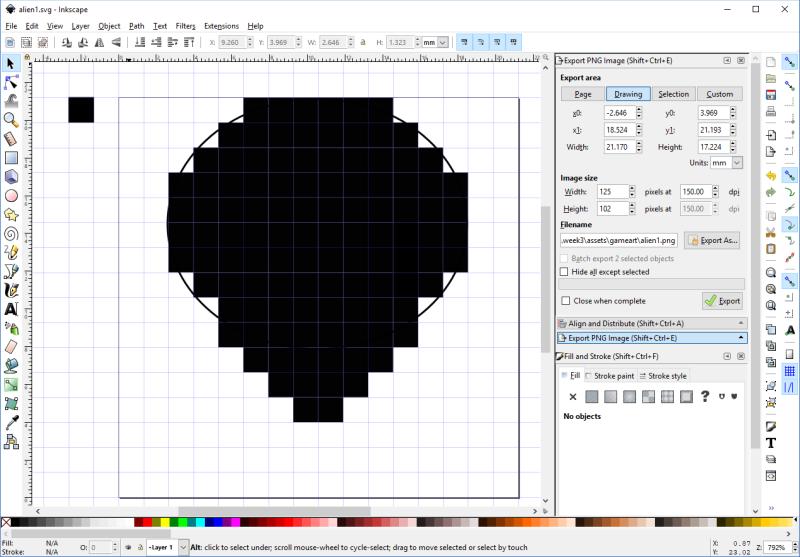 alien1.svg - Inkscape
File Edit View Layer Object Path Text Filters Extensions Help
X: 9.260 Y: 3.969 W: 2.646 H: 1.323 mm
Export PNG Image (Shift+Ctrl+E)
Export area
Page Drawing Selection Custom
x0: -2.646 y0: 3.969
x1: 18.524 y1: 21.193
Width: 21.170 Height: 17.224
Units: mm
Image size
Width: 125 pixels at 150.00 dpi
Height: 102 pixels at 150.00 dpi
Filename
.week3\assets\gameart\alien1.png Export As...
Batch export 2 selected objects
Hide all except selected
Close when complete Export
Align and Distribute (Shift+Ctrl+A)
Export PNG Image (Shift+Ctrl+E)
Fill and Stroke (Shift+Ctrl+F)
Fill Stroke paint Stroke style
No objects
Fill: N/A
Stroke: N/A
O: 0
Layer 1
Alt: click to select under; scroll mouse-wheel to cycle-select; drag to move selected or select by touch
X: 0.87
Y: 23.02
Z: 792%